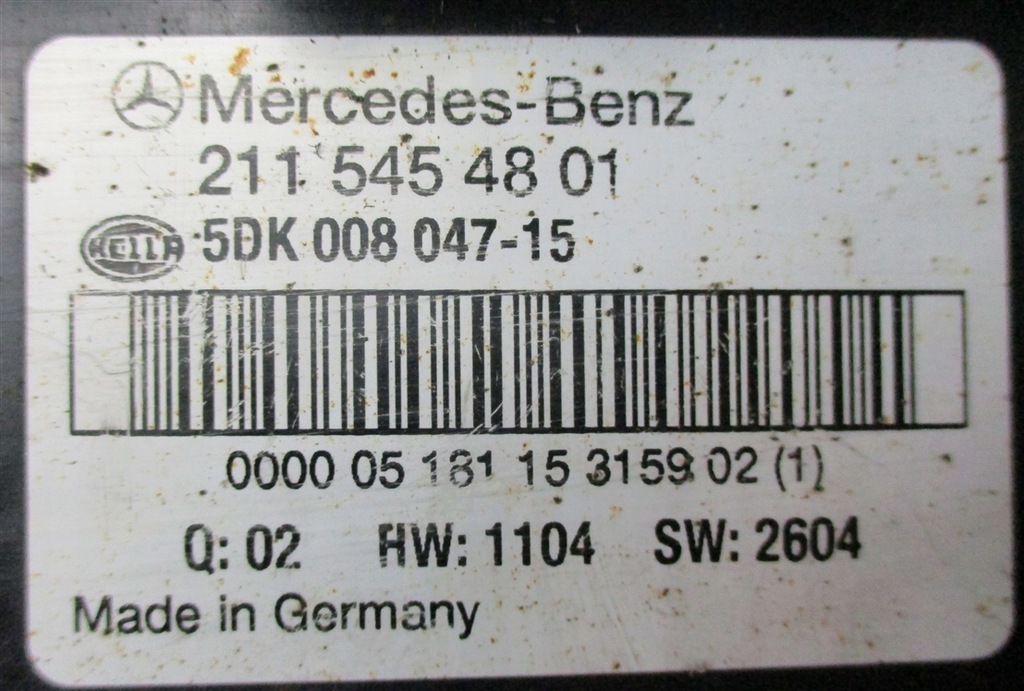 Mercedes-Benz
211 545 48 01
HELLA 5DK 008 047-15
0000 05 181 15 3159 02 (1)
Q: 02 HW: 1104 SW: 2604
Made in Germany